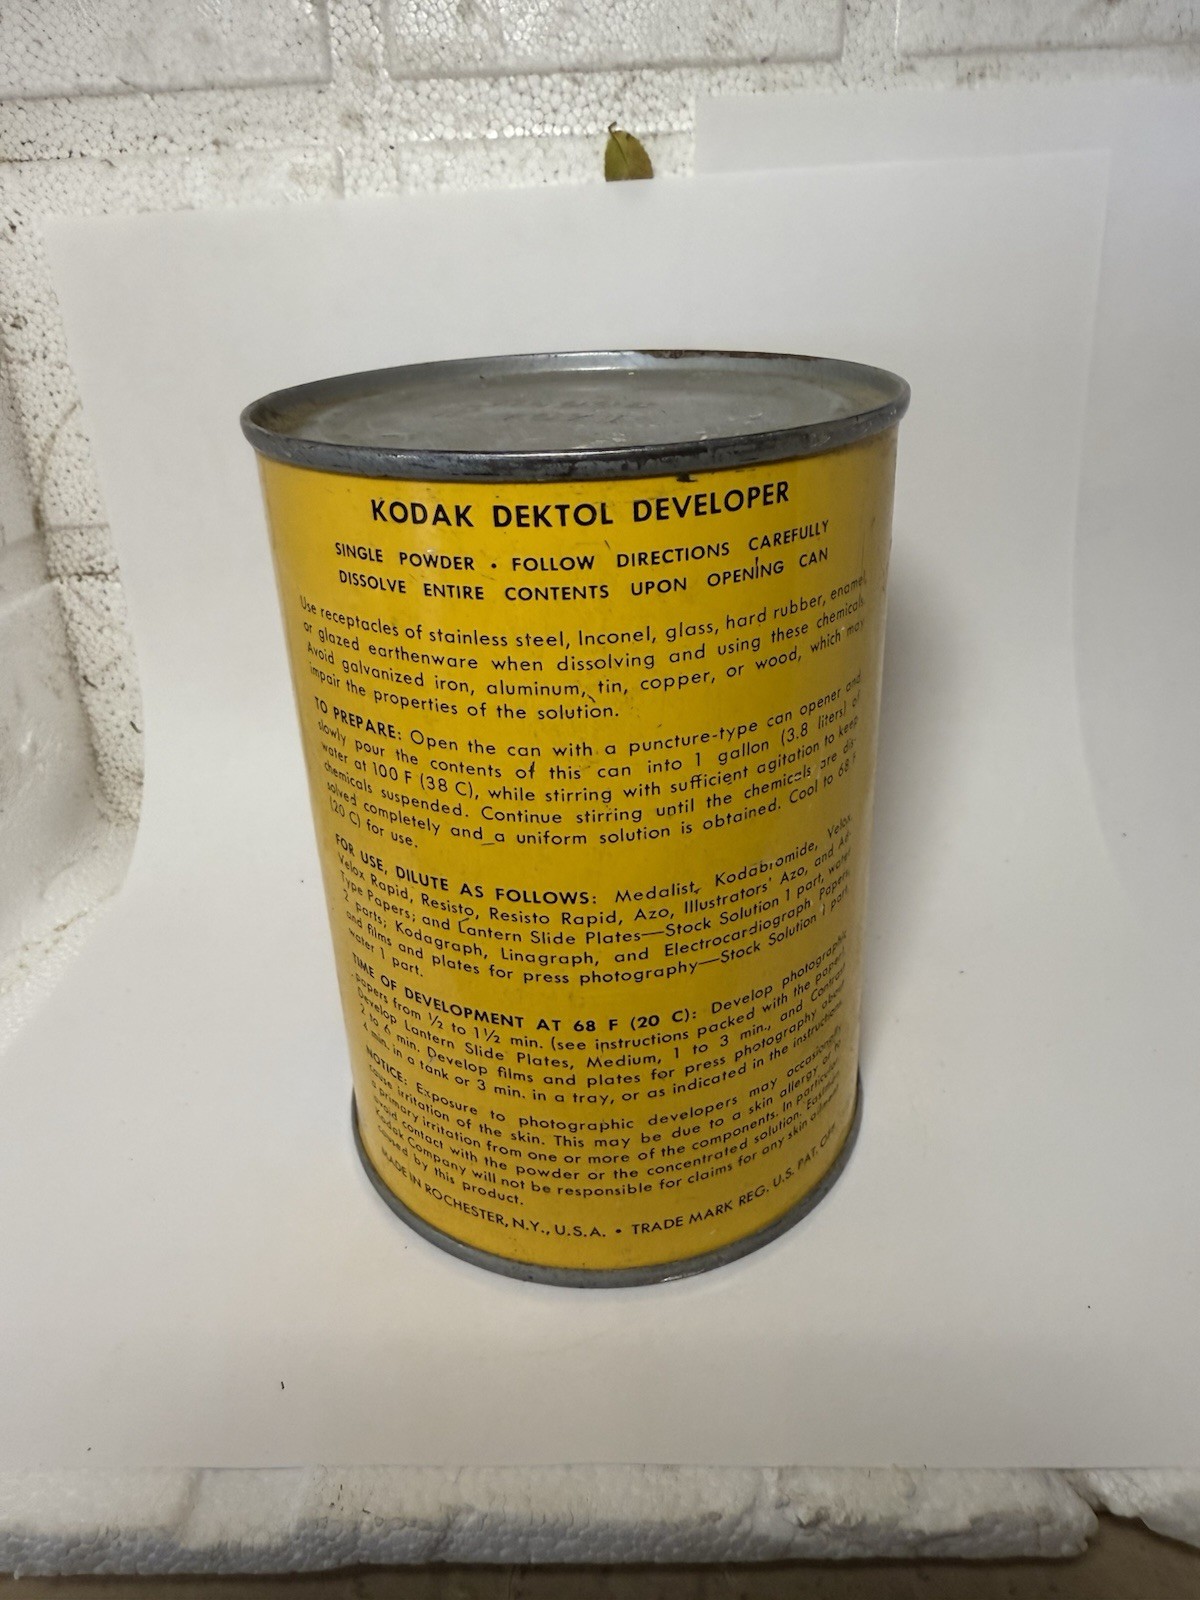 KODAK DEKTOL DEVELOPER
SINGLE POWDER • FOLLOW DIRECTIONS CAREFULLY
DISSOLVE ENTIRE CONTENTS UPON OPENING CAN
Use receptacles of stainless steel, Inconel, glass, hard rubber, enamel
or glazed earthenware when dissolving and using these chemicals.
Avoid galvanized iron, aluminum, tin, copper, or wood, which may
impair the properties of the solution.
TO PREPARE: Open the can with a puncture-type can opener and
slowly pour the contents of this can into 1 gallon (3.8 liters) of
water at 100 F (38 C), while stirring with sufficient agitation to keep
chemicals suspended. Continue stirring until the chemicals are dis-
solved completely and a uniform solution is obtained. Cool to 68 F
(20 C) for use.
FOR USE, DILUTE AS FOLLOWS: Medalist, Kodabromide, Velox,
Velox Rapid, Resisto, Resisto Rapid, Azo, Illustrators' Azo, and Ad-
Type Papers; and Lantern Slide Plates—Stock Solution 1 part, water
2 parts; Kodagraph, Linagraph, and Electrocardiograph Papers,
and films and plates for press photography—Stock Solution 1 part,
water 1 part.
TIME OF DEVELOPMENT AT 68 F (20 C): Develop photographic
papers from ½ to 1½ min. (see instructions packed with the paper).
Develop Lantern Slide Plates, Medium, 1 to 3 min., and Contrast
2 to 6 min. Develop films and plates for press photography about
4 min. in a tank or 3 min. in a tray, or as indicated in the instructions.
NOTICE: Exposure to photographic developers may occasionally
cause irritation of the skin. This may be due to a skin allergy or to
a primary irritation from one or more of the components. In particular,
avoid contact with the powder or the concentrated solution. Eastman
Kodak Company will not be responsible for claims for any skin ailment
caused by this product.
MADE IN ROCHESTER, N.Y., U.S.A. • TRADE MARK REG. U.S. PAT. OFF.